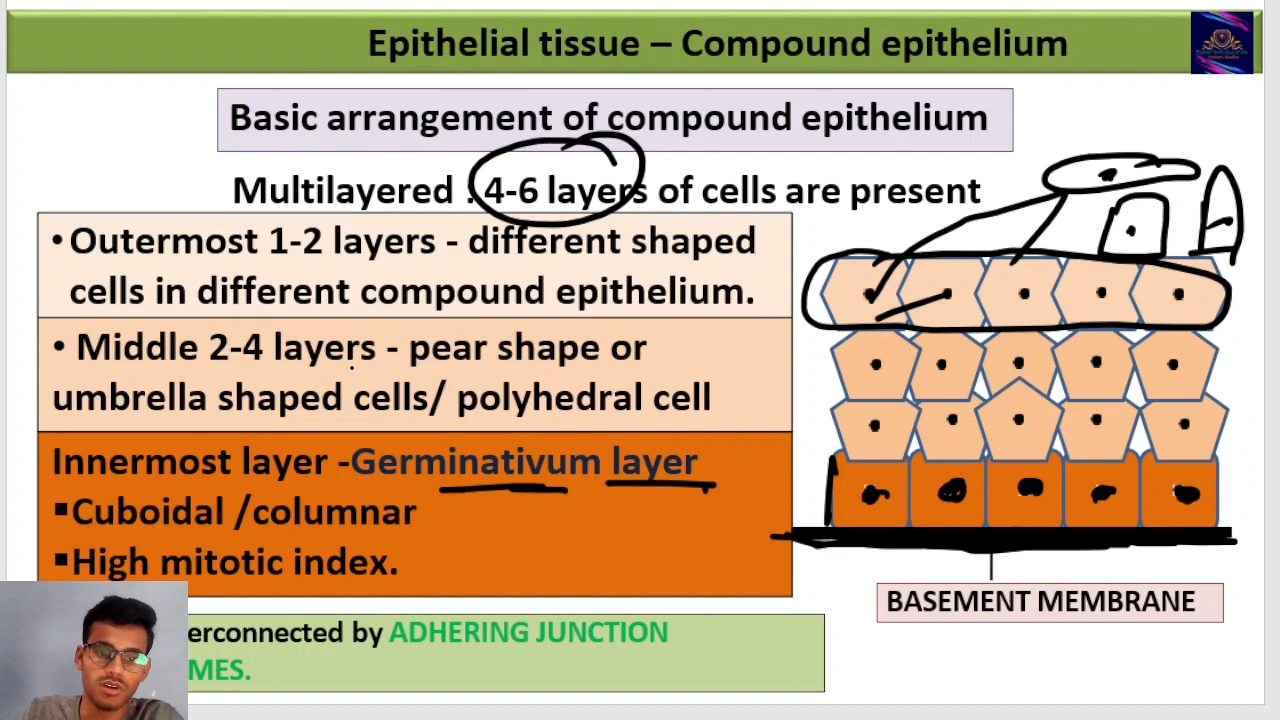 Epithelial tissue – Compound epithelium
Basic arrangement of compound epithelium
Multilayered : 4-6 layers of cells are present
• Outermost 1-2 layers - different shaped
cells in different compound epithelium.
• Middle 2-4 layers - pear shape or
umbrella shaped cells/ polyhedral cell
Innermost layer -Germinativum layer
▪Cuboidal /columnar
▪High mitotic index.
BASEMENT MEMBRANE
erconnected by ADHERING JUNCTION
MES.